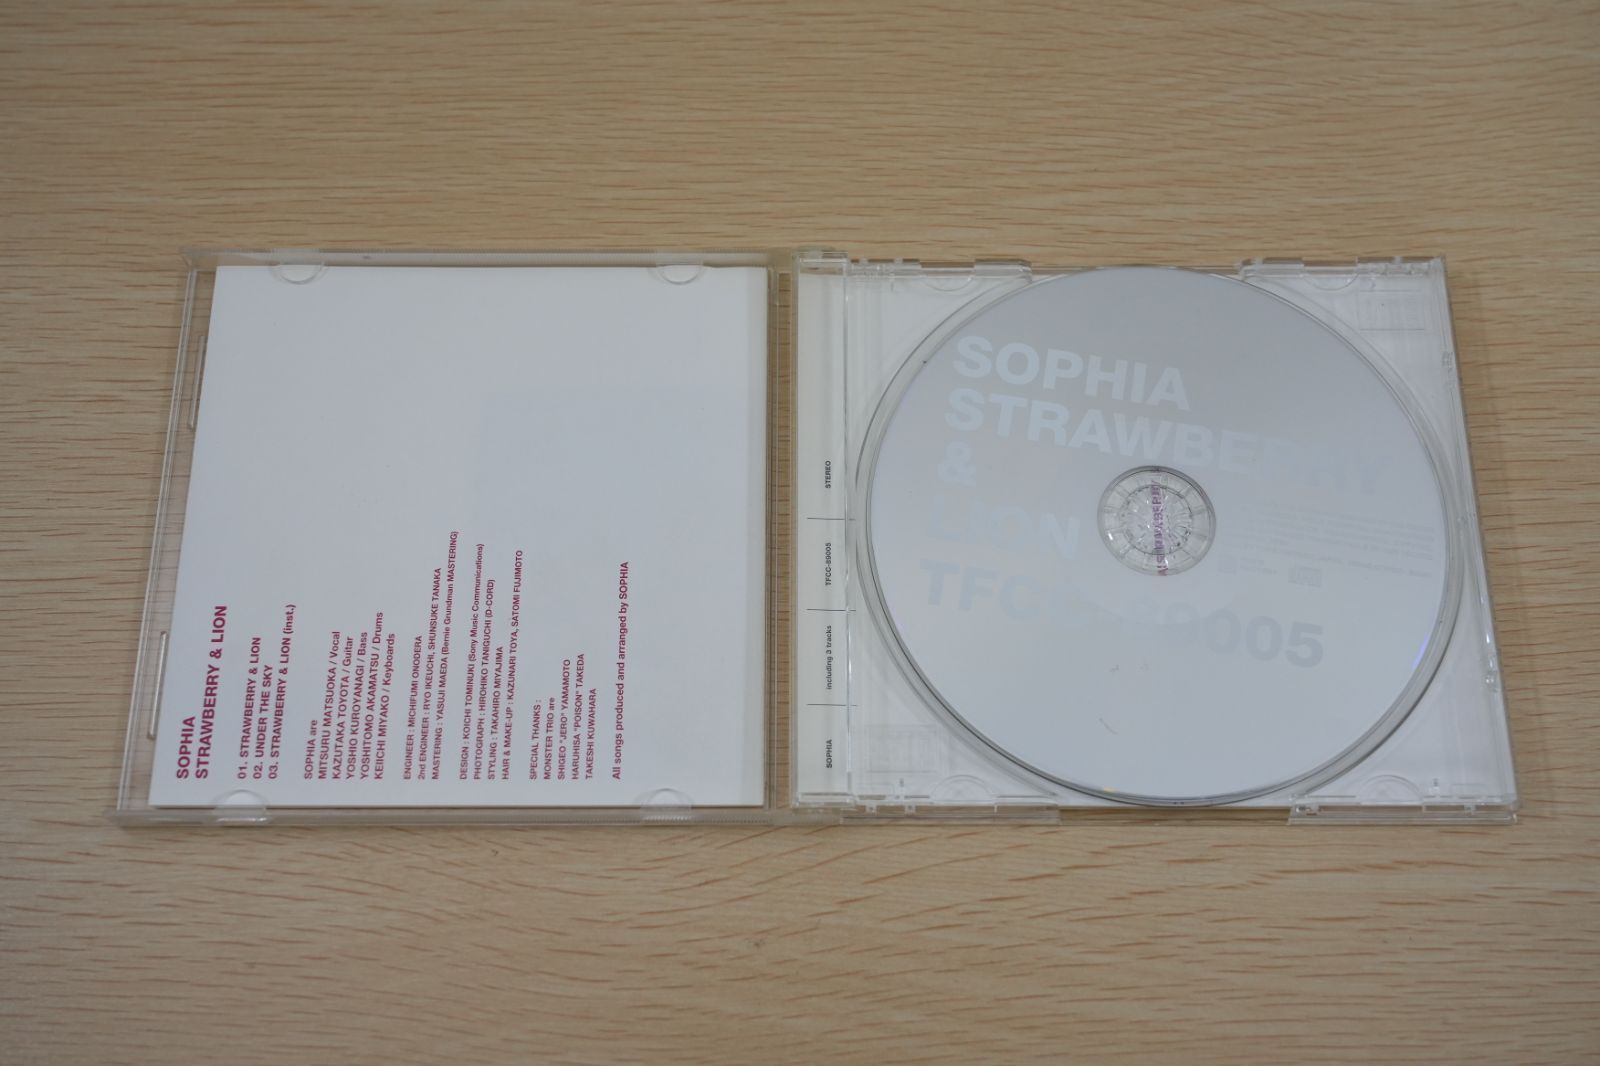 SOPHIA
STRAWBERRY & LION
01. STRAWBERRY & LION
02. UNDER THE SKY
03. STRAWBERRY & LION (inst.)
SOPHIA are
MITSURU MATSUOKA / Vocal
KAZUTAKA TOYOTA / Guitar
YOSHIO KUROYANAGI / Bass
YOSHITOMO AKAMATSU / Drums
KEIICHI MIYAKO / Keyboards
ENGINEER : MICHIFUMI ONODERA
2nd ENGINEER : RYO IKEUCHI, SHUNSUKE TANAKA
MASTERING : YASUJI MAEDA (Bernie Grundman MASTERING)
DESIGN : KOICHI TOMINUKI (Sony Music Communications)
PHOTOGRAPH : HIROHIKO TANIGUCHI (D-CORD)
STYLING : TAKAHIRO MIYAJIMA
HAIR & MAKE-UP : KAZUNARI TOYA, SATOMI FUJIMOTO
SPECIAL THANKS :
MONSTER TRIO are
SHIGEO "JERO" YAMAMOTO
HARUHISA "POISON" TAKEDA
TAKESHI KUWAHARA
All songs produced and arranged by SOPHIA
SOPHIA
including 3 tracks
TFCC-89005
STEREO
SOPHIA
STRAWBERRY
&
LION
TFCC-89005